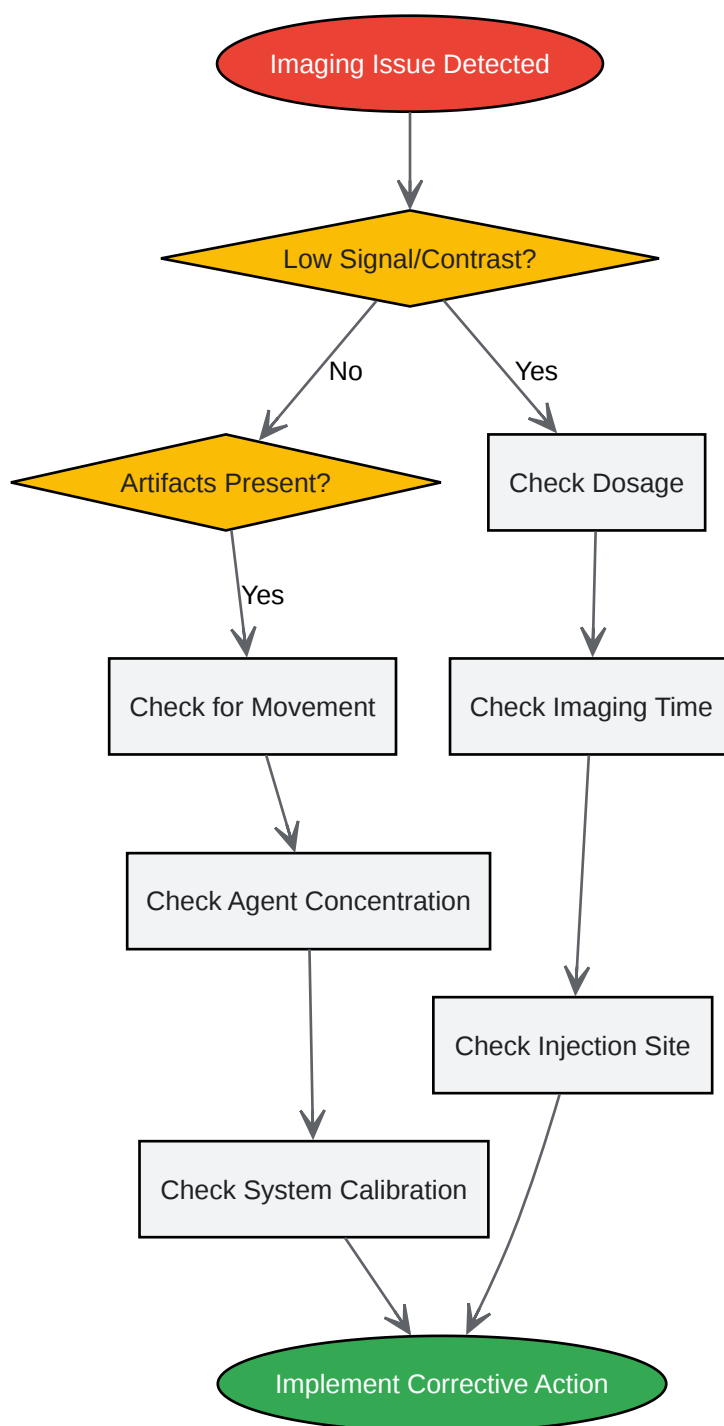 Imaging Issue Detected
Low Signal/Contrast?
No
Yes
Artifacts Present?
Check Dosage
Yes
Check for Movement
Check Imaging Time
Check Agent Concentration
Check Injection Site
Check System Calibration
Implement Corrective Action